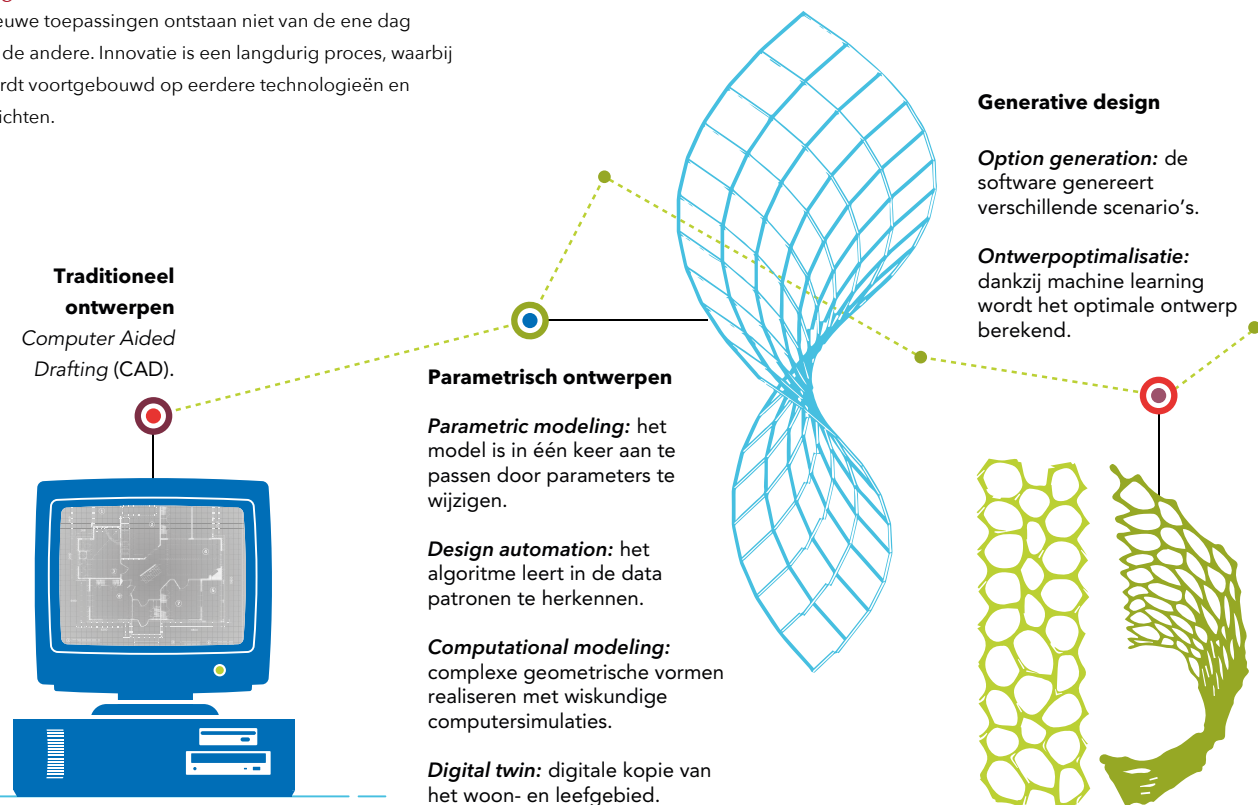 euwe toepassingen ontstaan niet van de ene dag
de andere. Innovatie is een langdurig proces, waarbij
rdt voortgebouwd op eerdere technologieën en
ichten.
Traditioneel
ontwerpen
Computer Aided
Drafting (CAD).
Parametrisch ontwerpen
Parametric modeling: het
model is in één keer aan te
passen door parameters te
wijzigen.
Design automation: het
algoritme leert in de data
patronen te herkennen.
Computational modeling:
complexe geometrische vormen
realiseren met wiskundige
computersimulaties.
Digital twin: digitale kopie van
het woon- en leefgebied.
Generative design
Option generation: de
software genereert
verschillende scenario's.
Ontwerpoptimalisatie:
dankzij machine learning
wordt het optimale ontwerp
berekend.